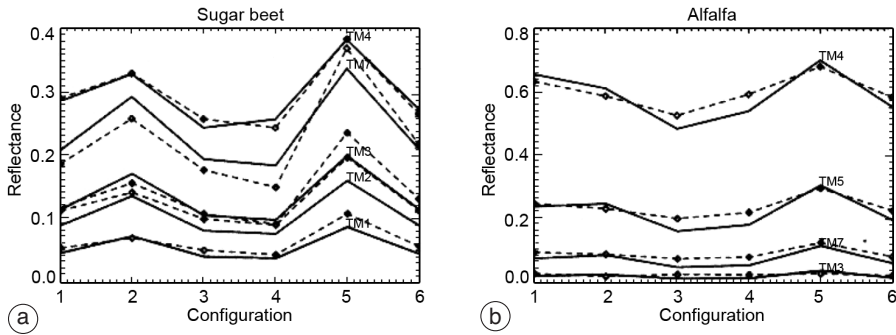 Sugar beet
Alfalfa
Reflectance
0.4
0.3
0.2
0.1
0.0
TM4
TM7
TM3
TM2
TM1
1 2 3 4 5 6
Configuration
a
Reflectance
0.8
0.6
0.4
0.2
0.0
TM4
TM5
TM7
TM3
1 2 3 4 5 6
Configuration
b